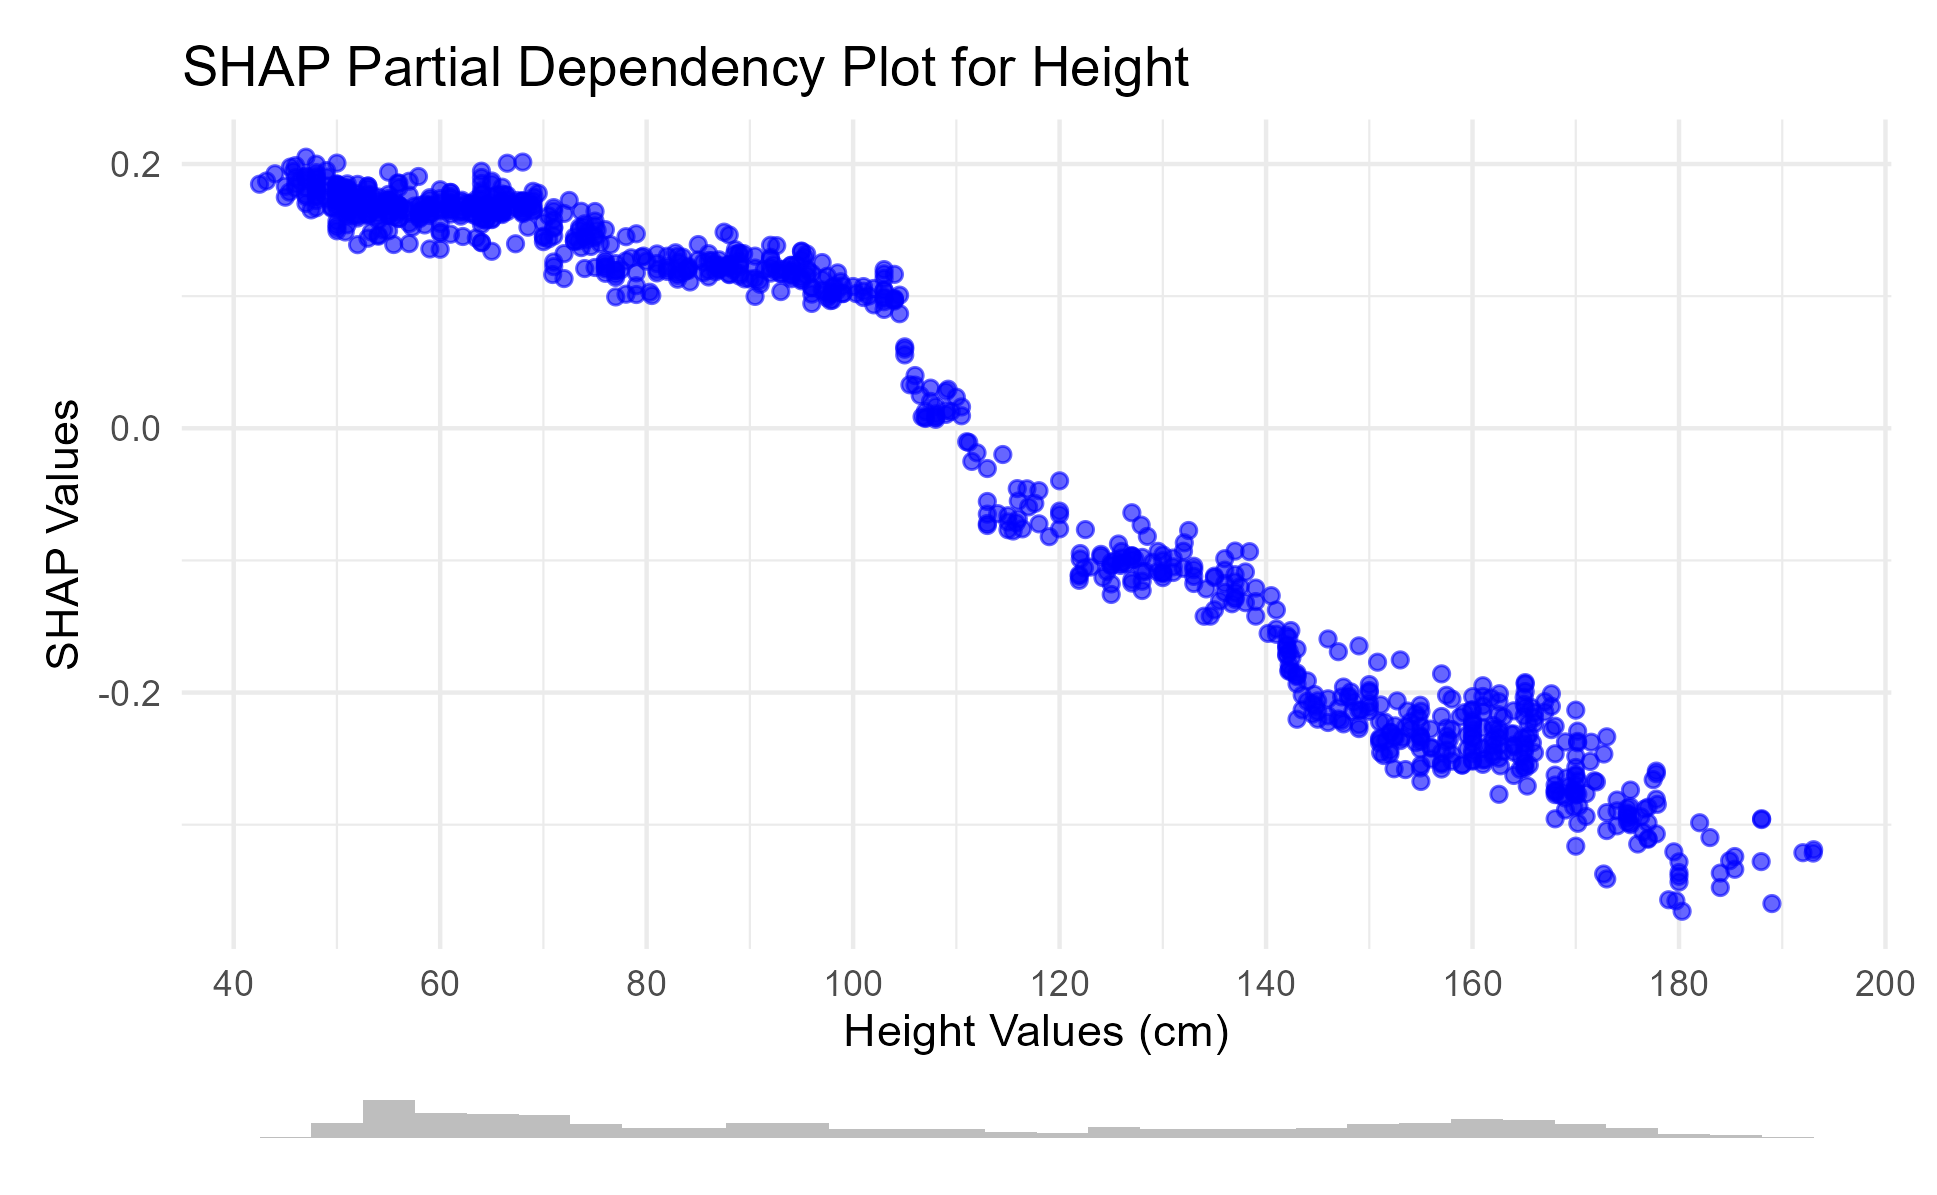 SHAP Partial Dependency Plot for Height
0.2
0.0
-0.2
SHAP Values
40 60 80 100 120 140 160 180 200
Height Values (cm)